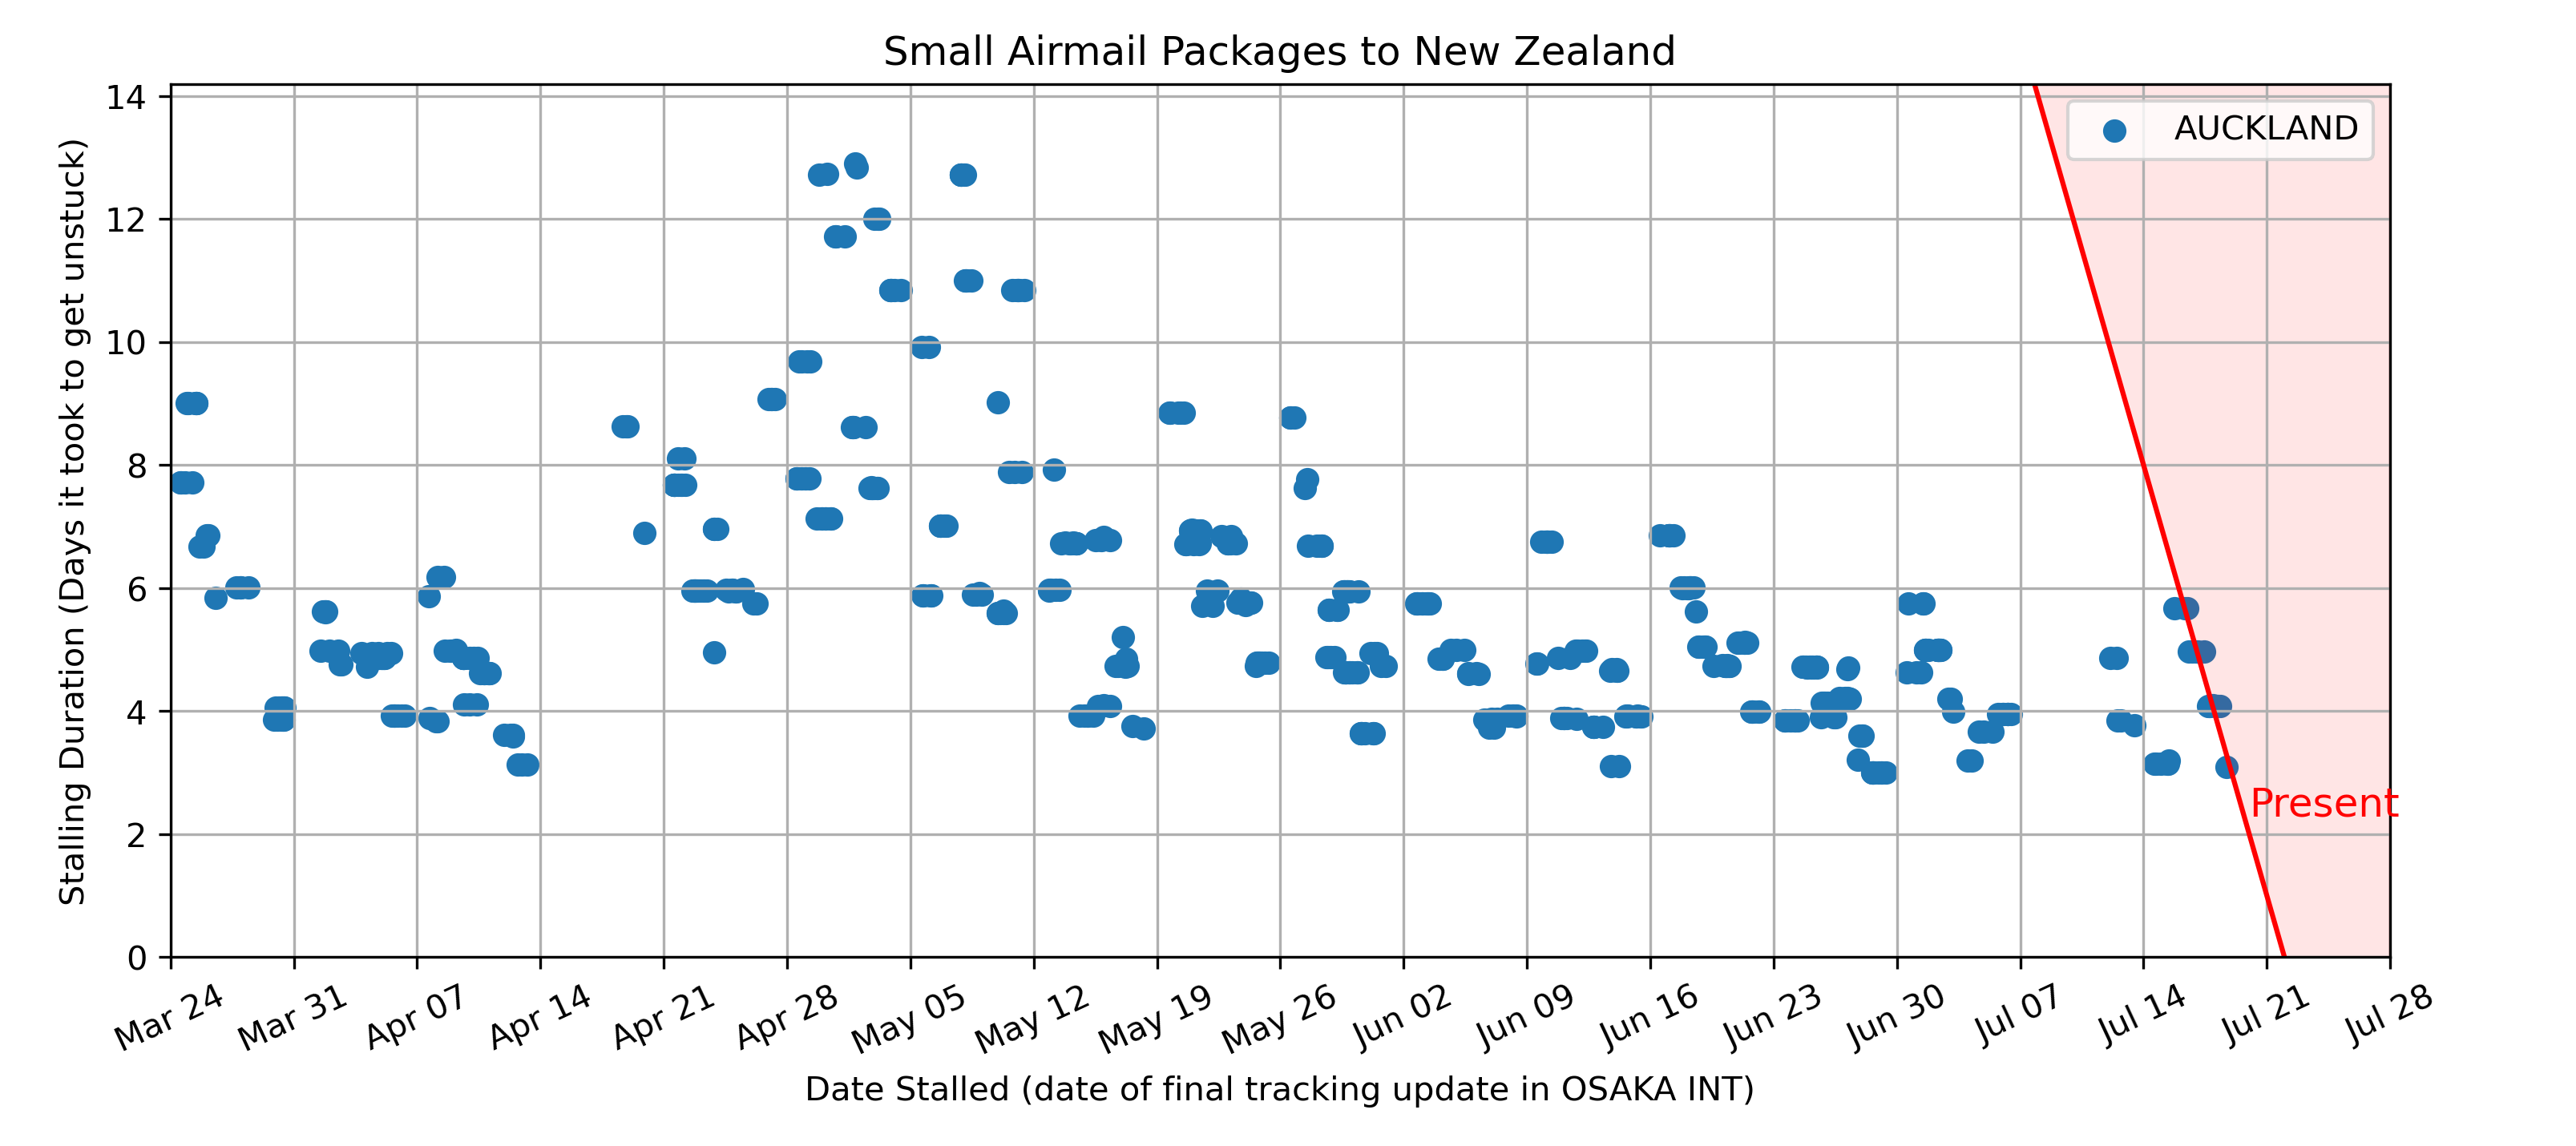 Small Airmail Packages to New Zealand
AUCKLAND
Present
Stalling Duration (Days it took to get unstuck)
14
12
10
8
6
4
2
0
Mar 24
Mar 31
Apr 07
Apr 14
Apr 21
Apr 28
May 05
May 12
May 19
May 26
Jun 02
Jun 09
Jun 16
Jun 23
Jun 30
Jul 07
Jul 14
Jul 21
Jul 28
Date Stalled (date of final tracking update in OSAKA INT)